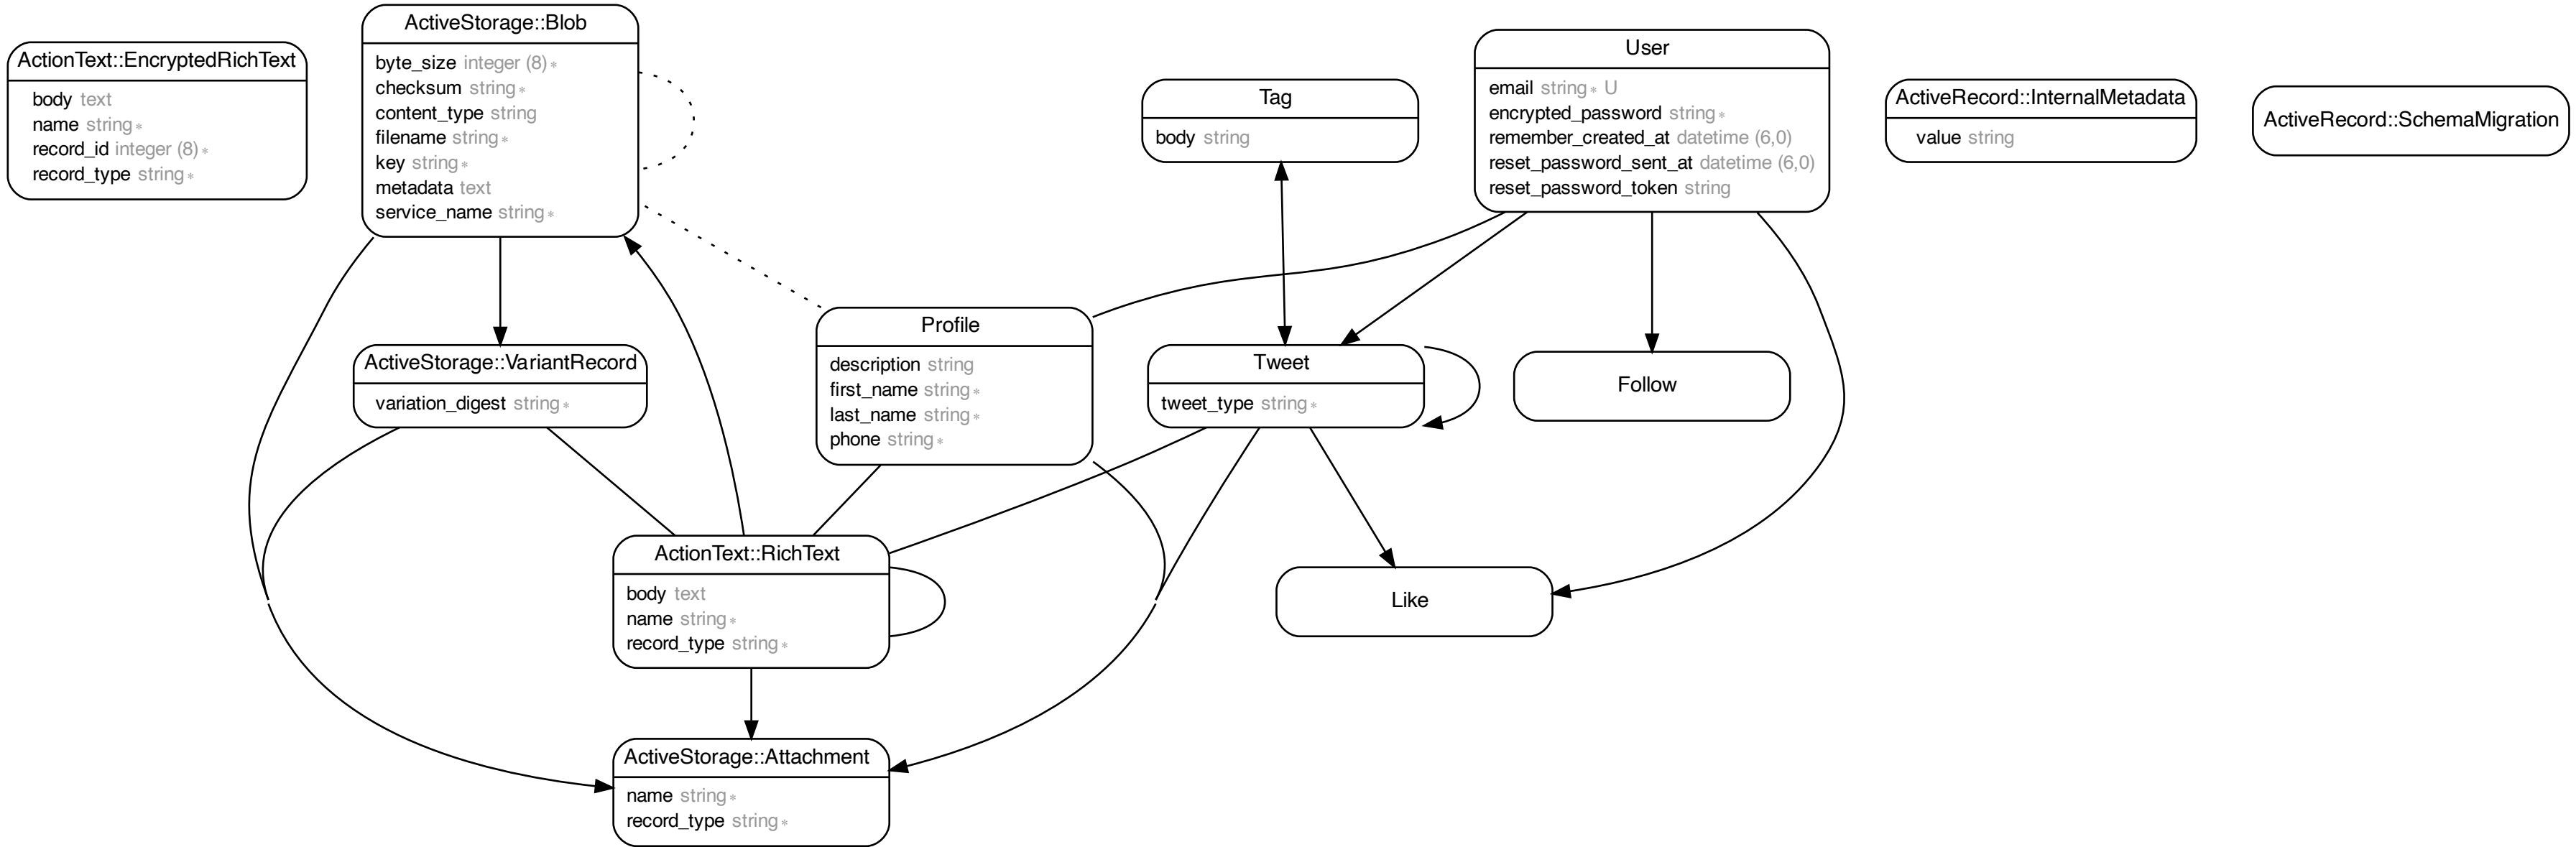 ActionText::EncryptedRichText
body text
name string ∗
record_id integer (8) ∗
record_type string ∗
ActiveStorage::Blob
byte_size integer (8) ∗
checksum string ∗
content_type string
filename string ∗
key string ∗
metadata text
service_name string ∗
Tag
body string
User
email string ∗ U
encrypted_password string ∗
remember_created_at datetime (6,0)
reset_password_sent_at datetime (6,0)
reset_password_token string
ActiveRecord::InternalMetadata
value string
ActiveRecord::SchemaMigration
ActiveStorage::VariantRecord
variation_digest string ∗
Profile
description string
first_name string ∗
last_name string ∗
phone string ∗
Tweet
tweet_type string ∗
Follow
ActionText::RichText
body text
name string ∗
record_type string ∗
Like
ActiveStorage::Attachment
name string ∗
record_type string ∗